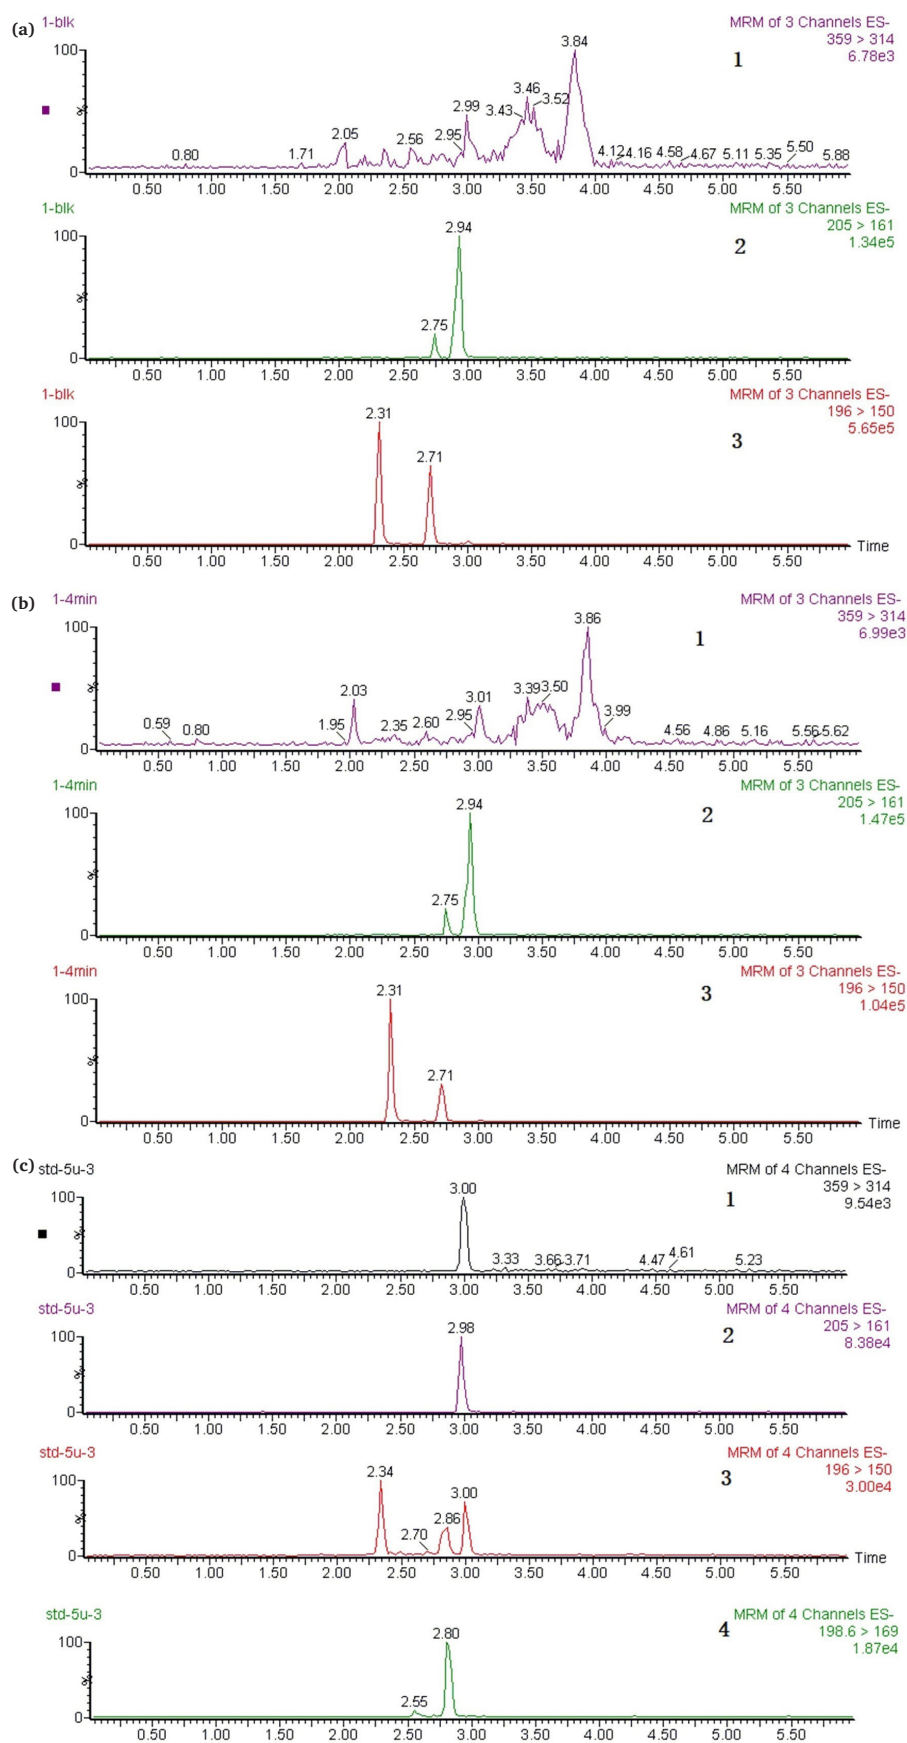 (a) 1-blk
MRM of 3 Channels ES-
359 > 314
6.78e3
1
100
%
0
0.80 1.71 2.05 2.56 2.95 2.99 3.43 3.46 3.52 3.84 4.12 4.16 4.58 4.67 5.11 5.35 5.50 5.88
0.50 1.00 1.50 2.00 2.50 3.00 3.50 4.00 4.50 5.00 5.50
1-blk
MRM of 3 Channels ES-
205 > 161
1.34e5
2
100
%
0
2.75 2.94
0.50 1.00 1.50 2.00 2.50 3.00 3.50 4.00 4.50 5.00 5.50
1-blk
MRM of 3 Channels ES-
196 > 150
5.65e5
3
100
%
0
2.31 2.71
Time
0.50 1.00 1.50 2.00 2.50 3.00 3.50 4.00 4.50 5.00 5.50
(b) 1-4min
MRM of 3 Channels ES-
359 > 314
6.99e3
1
100
%
0
0.59 0.80 1.95 2.03 2.35 2.60 2.95 3.01 3.39 3.50 3.86 3.99 4.56 4.86 5.16 5.56 5.62
0.50 1.00 1.50 2.00 2.50 3.00 3.50 4.00 4.50 5.00 5.50
1-4min
MRM of 3 Channels ES-
205 > 161
1.47e5
2
100
%
0
2.75 2.94
0.50 1.00 1.50 2.00 2.50 3.00 3.50 4.00 4.50 5.00 5.50
1-4min
MRM of 3 Channels ES-
196 > 150
1.04e5
3
100
%
0
2.31 2.71
Time
0.50 1.00 1.50 2.00 2.50 3.00 3.50 4.00 4.50 5.00 5.50
(c) std-5u-3
MRM of 4 Channels ES-
359 > 314
9.54e3
1
100
%
0
3.00 3.33 3.66 3.71 4.47 4.61 5.23
0.50 1.00 1.50 2.00 2.50 3.00 3.50 4.00 4.50 5.00 5.50
std-5u-3
MRM of 4 Channels ES-
205 > 161
8.38e4
2
100
%
0
2.98
0.50 1.00 1.50 2.00 2.50 3.00 3.50 4.00 4.50 5.00 5.50
std-5u-3
MRM of 4 Channels ES-
196 > 150
3.00e4
3
100
%
0
2.34 2.70 2.86 3.00
Time
0.50 1.00 1.50 2.00 2.50 3.00 3.50 4.00 4.50 5.00 5.50
std-5u-3
MRM of 4 Channels ES-
198.6 > 169
1.87e4
4
100
%
0
2.55 2.80
0.50 1.00 1.50 2.00 2.50 3.00 3.50 4.00 4.50 5.00 5.50